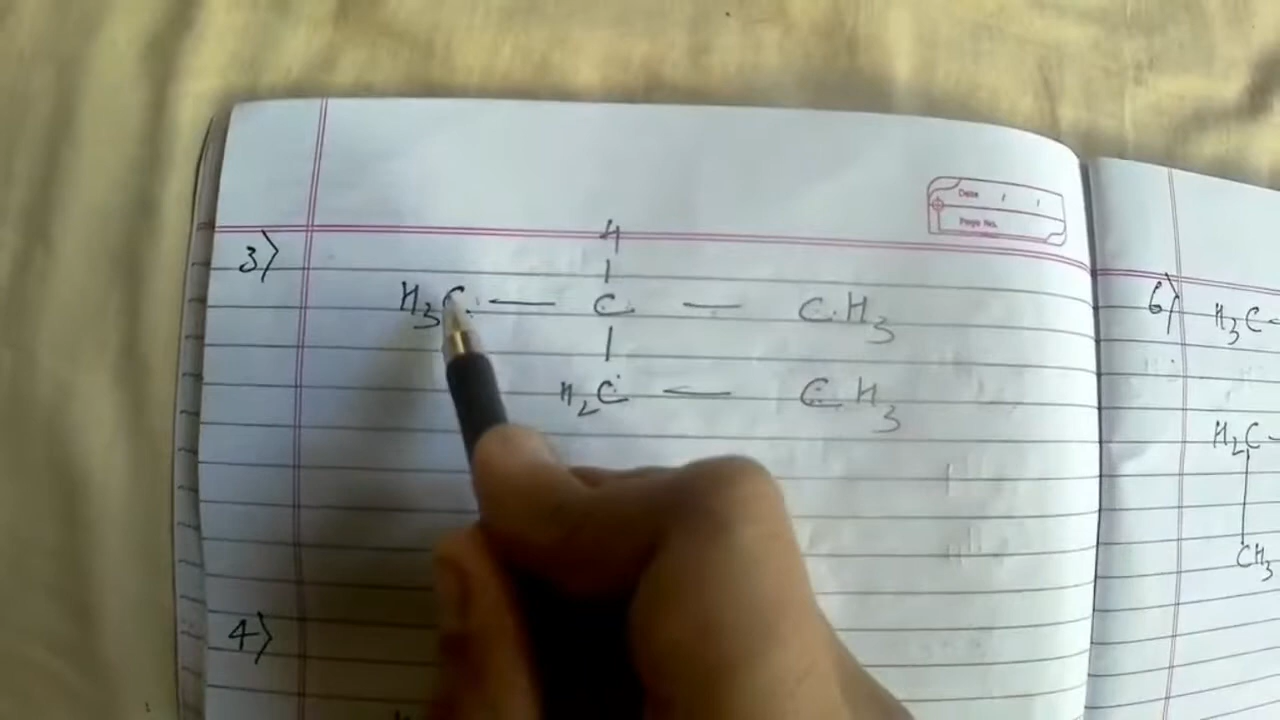 Date / /
Page No.
3)
H
|
H₃C — C — CH₃
|
H₂C — CH₃
4)
6)
H₃C —
H₂C —
|
CH₃